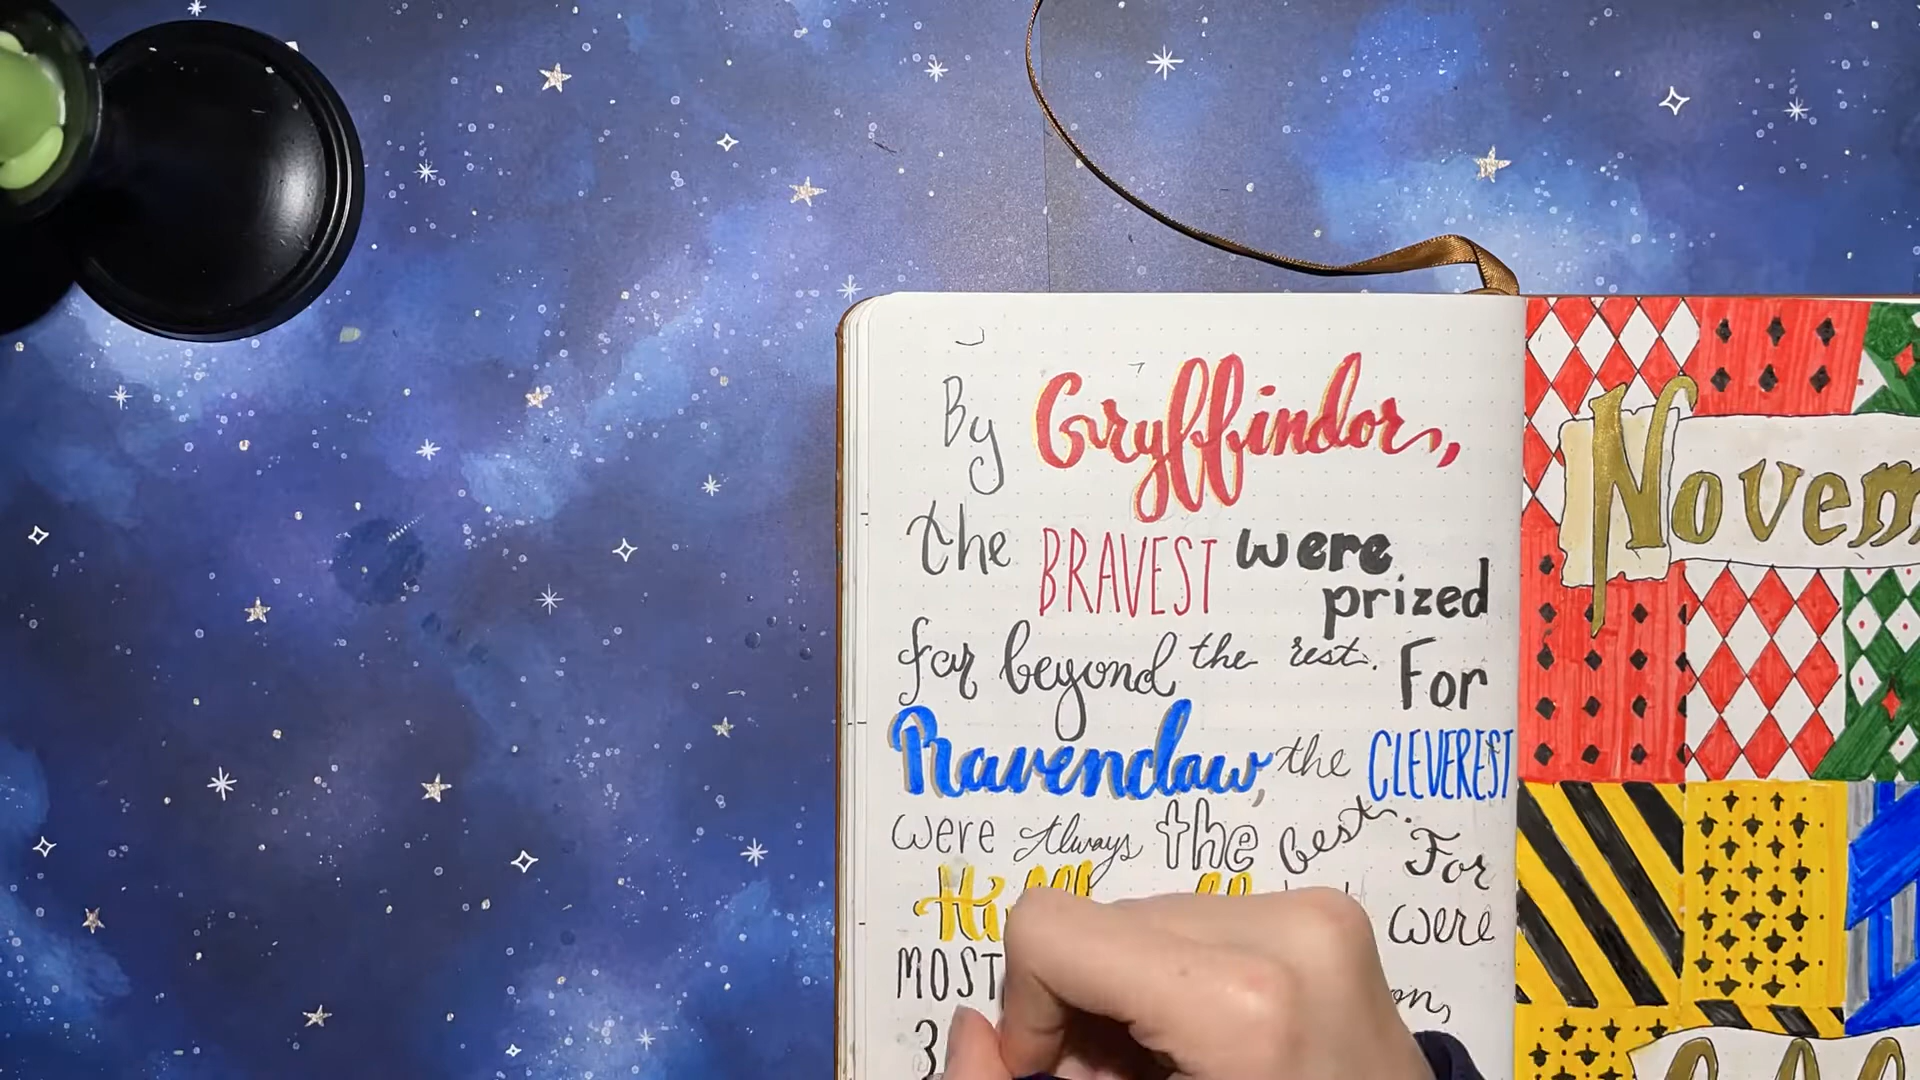 By Gryffindor,
the BRAVEST were
prized
far beyond the rest. For
Ravenclaw, the CLEVEREST
were Always the best. For
were
MOST
Novem